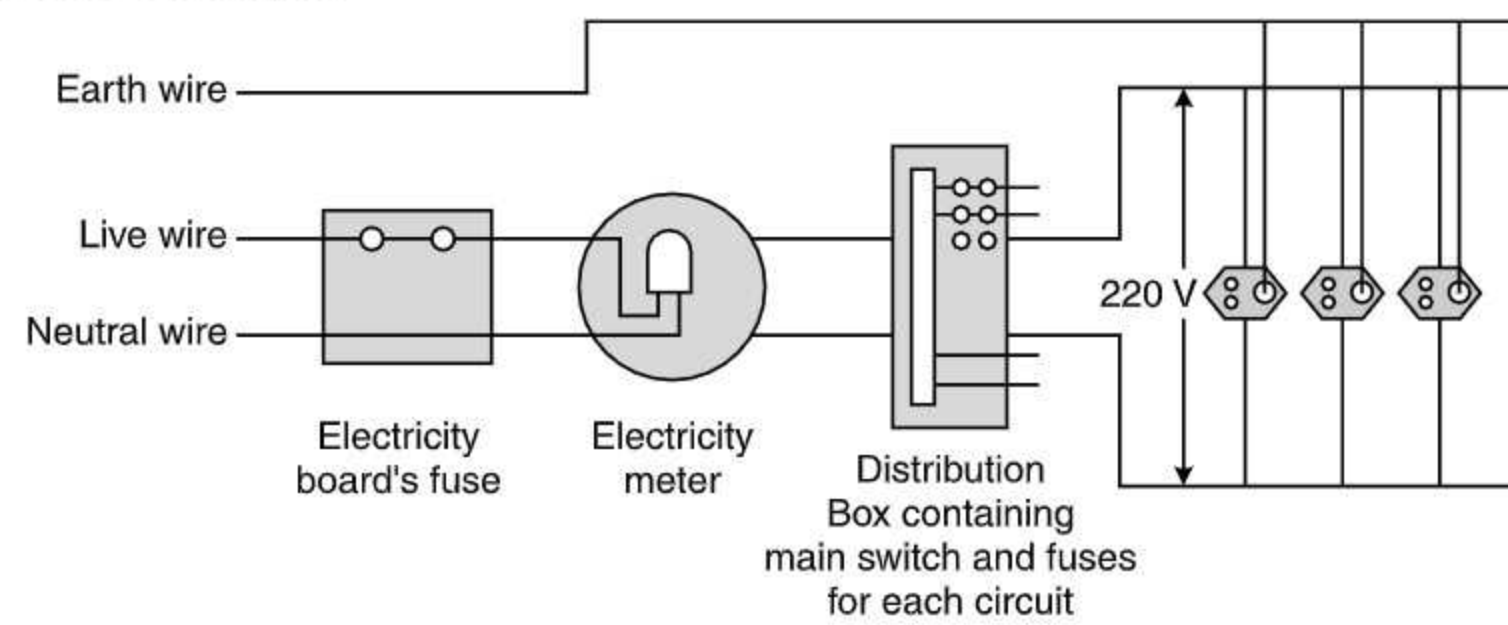 Earth wire
Live wire
220 V
Neutral wire
Electricity
board's fuse
Electricity
meter
Distribution
Box containing
main switch and fuses
for each circuit